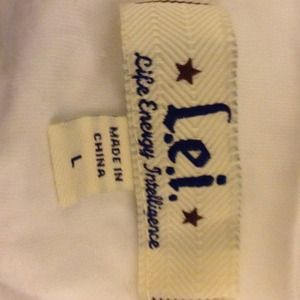 l.e.i.
Life Energy Intelligence
MADE IN
CHINA
L